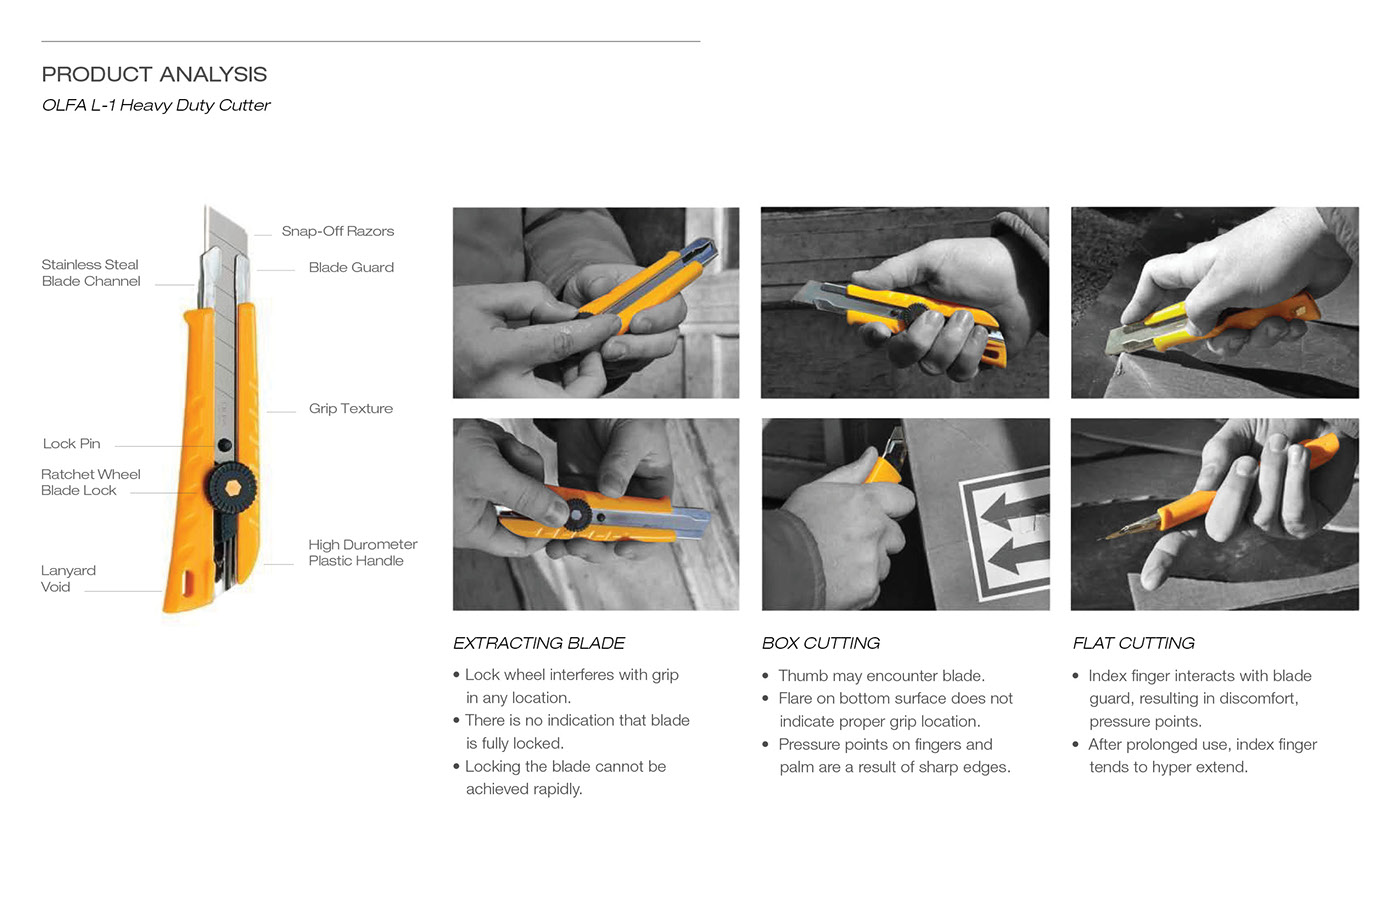 PRODUCT ANALYSIS
OLFA L-1 Heavy Duty Cutter
Snap-Off Razors
Stainless Steal
Blade Channel
Blade Guard
Grip Texture
Lock Pin
Ratchet Wheel
Blade Lock
High Durometer
Plastic Handle
Lanyard
Void
EXTRACTING BLADE
• Lock wheel interferes with grip
in any location.
• There is no indication that blade
is fully locked.
• Locking the blade cannot be
achieved rapidly.
BOX CUTTING
• Thumb may encounter blade.
• Flare on bottom surface does not
indicate proper grip location.
• Pressure points on fingers and
palm are a result of sharp edges.
FLAT CUTTING
• Index finger interacts with blade
guard, resulting in discomfort,
pressure points.
• After prolonged use, index finger
tends to hyper extend.